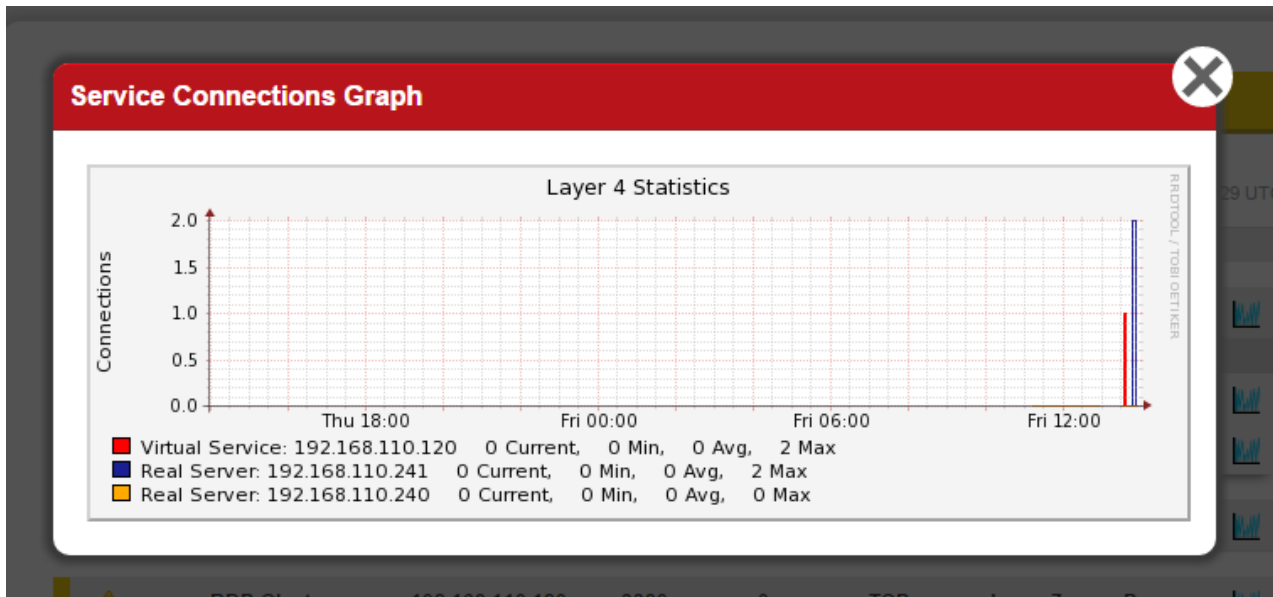 Service Connections Graph
29 UT
Layer 4 Statistics
RRDTOOL / TOBI OETIKER
Connections
2.0
1.5
1.0
0.5
0.0
Thu 18:00 Fri 00:00 Fri 06:00 Fri 12:00
Virtual Service: 192.168.110.120 0 Current, 0 Min, 0 Avg, 2 Max
Real Server: 192.168.110.241 0 Current, 0 Min, 0 Avg, 2 Max
Real Server: 192.168.110.240 0 Current, 0 Min, 0 Avg, 0 Max